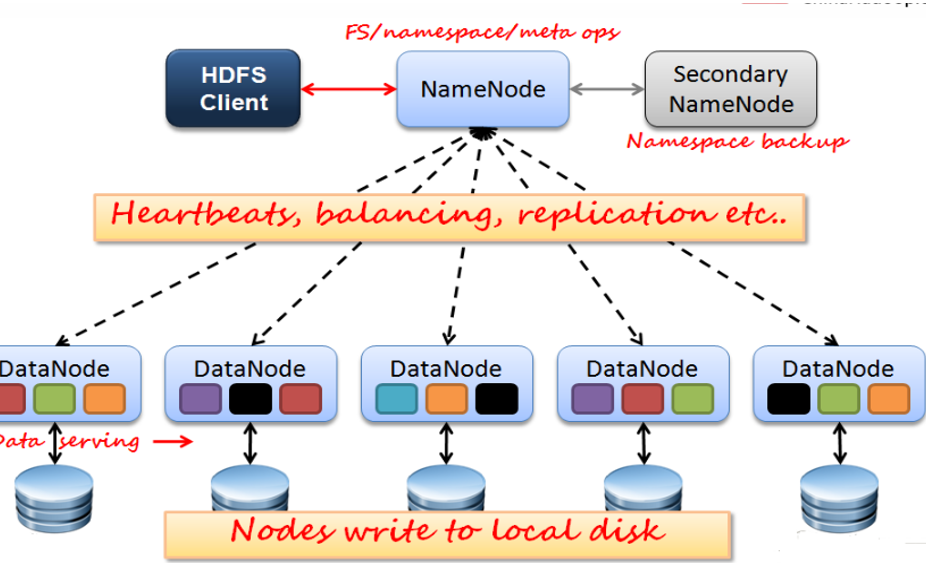 FS/namespace/meta ops
HDFS
Client
NameNode
Secondary
NameNode
Namespace backup
Heartbeats, balancing, replication etc..
DataNode
DataNode
DataNode
DataNode
DataNode
Data serving
Nodes write to local disk